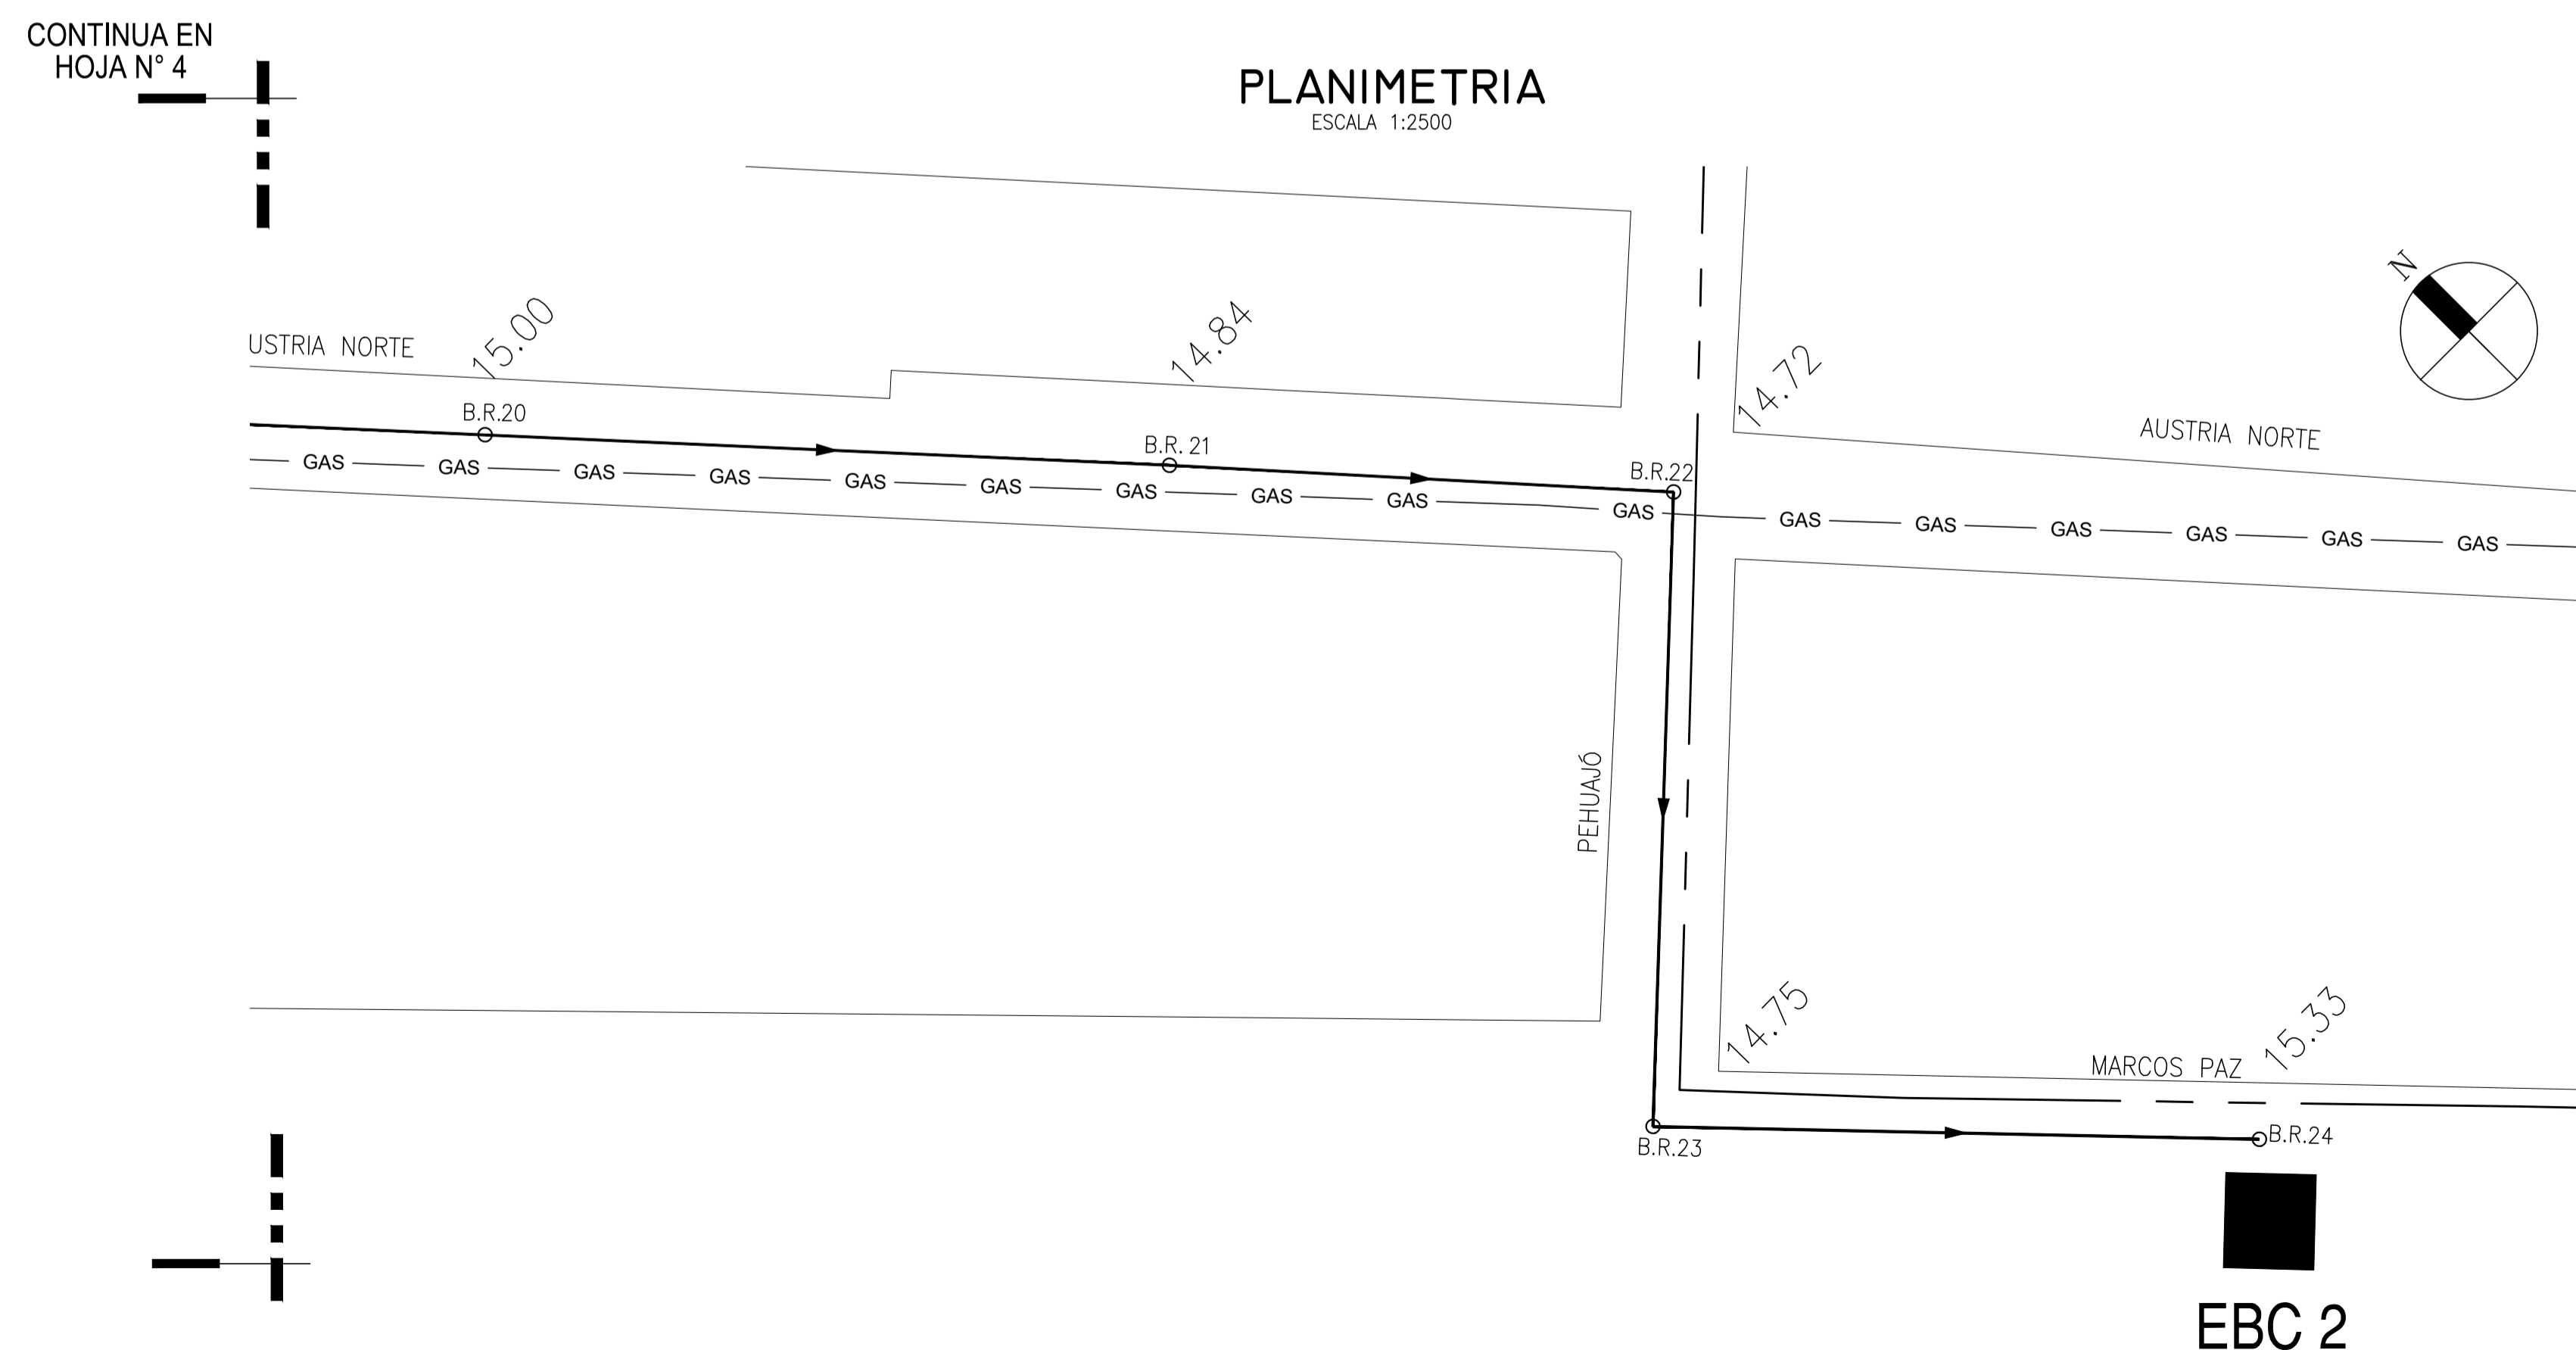 CONTINUA EN
HOJA N° 4
PLANIMETRIA
ESCALA 1:2500
N
USTRIA NORTE
15.00
14.84
14.72
AUSTRIA NORTE
B.R.20
B.R. 21
B.R.22
GAS GAS GAS GAS GAS GAS GAS GAS GAS GAS GAS GAS GAS GAS GAS GAS
PEHUAJÓ
14.75
15.33
MARCOS PAZ
B.R.23
B.R.24
EBC 2